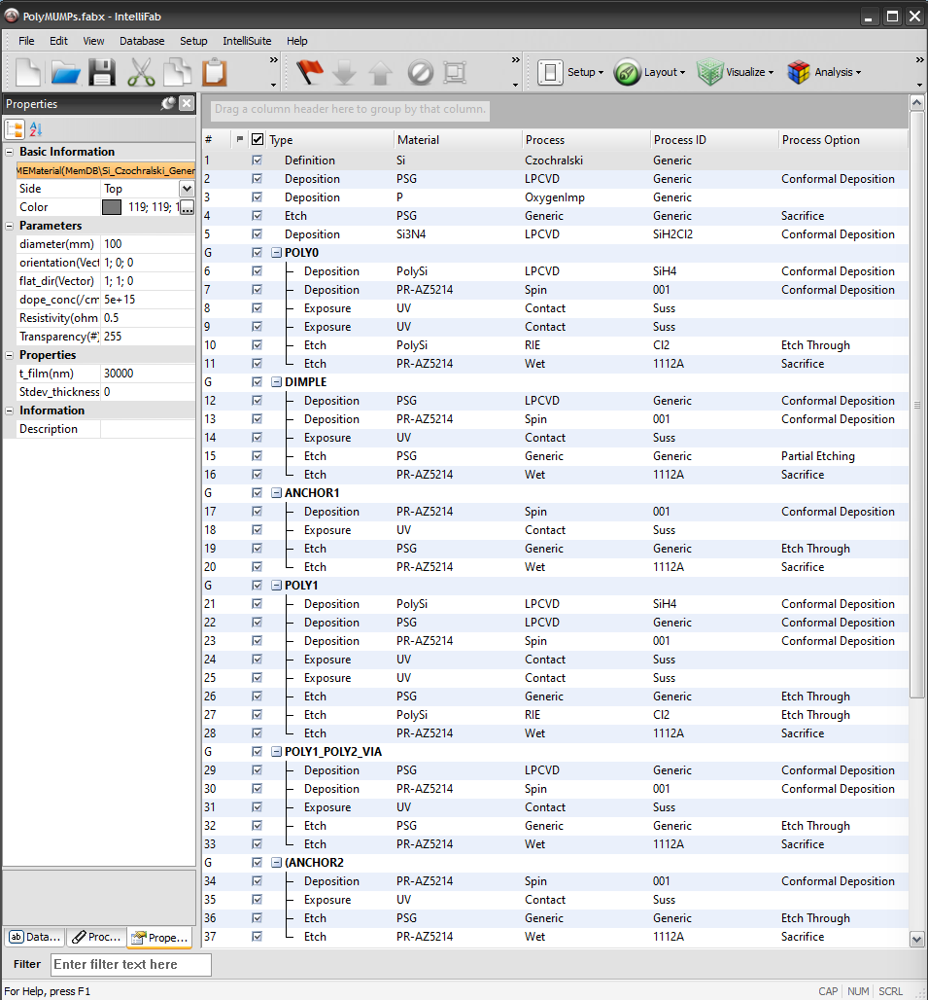 PolyMUMPs.fabx - IntelliFab
File Edit View Database Setup IntelliSuite Help
Setup Layout Visualize Analysis
Properties
Basic Information
MEMaterial(MemDB\Si_Czochralski_Gener
Side Top
Color 119; 119; 1 ...
Parameters
diameter(mm) 100
orientation(Vect 1; 0; 0
flat_dir(Vector) 1; 1; 0
dope_conc(/cm 5e+15
Resistivity(ohm 0.5
Transparency(#) 255
Properties
t_film(nm) 30000
Stdev_thickness 0
Information
Description
Drag a column header here to group by that column.
# Type Material Process Process ID Process Option
1 Definition Si Czochralski Generic
2 Deposition PSG LPCVD Generic Conformal Deposition
3 Deposition P OxygenImp Generic
4 Etch PSG Generic Generic Sacrifice
5 Deposition Si3N4 LPCVD SiH2Cl2 Conformal Deposition
G POLY0
6 Deposition PolySi LPCVD SiH4 Conformal Deposition
7 Deposition PR-AZ5214 Spin 001 Conformal Deposition
8 Exposure UV Contact Suss
9 Exposure UV Contact Suss
10 Etch PolySi RIE Cl2 Etch Through
11 Etch PR-AZ5214 Wet 1112A Sacrifice
G DIMPLE
12 Deposition PSG LPCVD Generic Conformal Deposition
13 Deposition PR-AZ5214 Spin 001 Conformal Deposition
14 Exposure UV Contact Suss
15 Etch PSG Generic Generic Partial Etching
16 Etch PR-AZ5214 Wet 1112A Sacrifice
G ANCHOR1
17 Deposition PR-AZ5214 Spin 001 Conformal Deposition
18 Exposure UV Contact Suss
19 Etch PSG Generic Generic Etch Through
20 Etch PR-AZ5214 Wet 1112A Sacrifice
G POLY1
21 Deposition PolySi LPCVD SiH4 Conformal Deposition
22 Deposition PSG LPCVD Generic Conformal Deposition
23 Deposition PR-AZ5214 Spin 001 Conformal Deposition
24 Exposure UV Contact Suss
25 Exposure UV Contact Suss
26 Etch PSG Generic Generic Etch Through
27 Etch PolySi RIE Cl2 Etch Through
28 Etch PR-AZ5214 Wet 1112A Sacrifice
G POLY1_POLY2_VIA
29 Deposition PSG LPCVD Generic Conformal Deposition
30 Deposition PR-AZ5214 Spin 001 Conformal Deposition
31 Exposure UV Contact Suss
32 Etch PSG Generic Generic Etch Through
33 Etch PR-AZ5214 Wet 1112A Sacrifice
G (ANCHOR2
34 Deposition PR-AZ5214 Spin 001 Conformal Deposition
35 Exposure UV Contact Suss
36 Etch PSG Generic Generic Etch Through
37 Etch PR-AZ5214 Wet 1112A Sacrifice
ab Data... Proc... Prope...
Filter Enter filter text here
For Help, press F1 CAP NUM SCRL